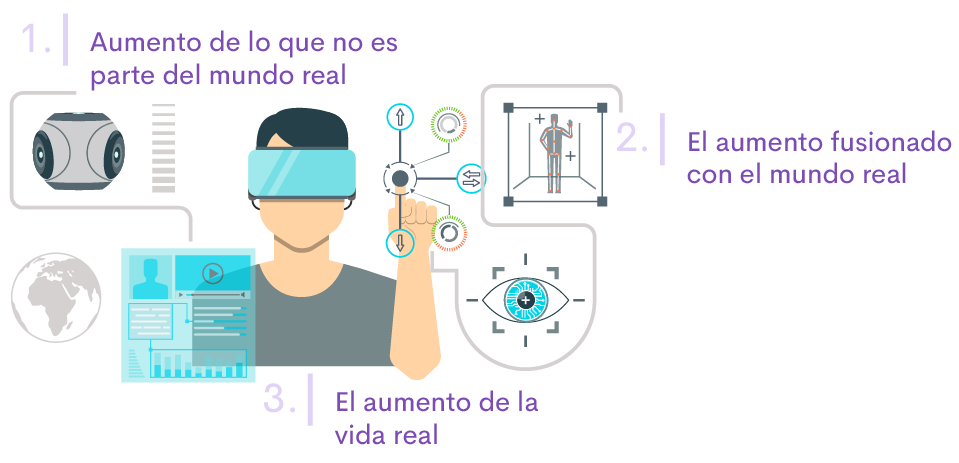 1.
Aumento de lo que no es
parte del mundo real
2.
El aumento fusionado
con el mundo real
3.
El aumento de la
vida real